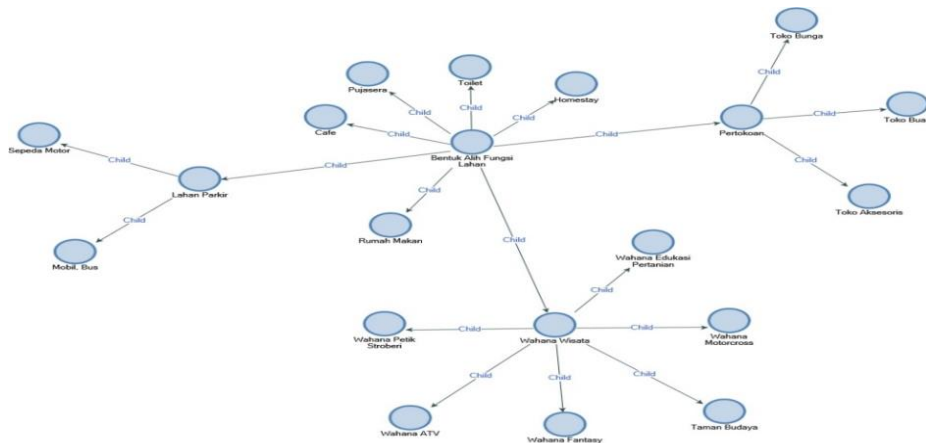 Toko Bunga
Child
Toilet
Pujasera
Homestay
Child
Child
Child
Cafe
Child
Child
Toko Bua
Child
Pertokoan
Sepeda Motor
Child
Bentuk Alih Fungsi
Lahan
Child
Child
Lahan Parkir
Child
Toko Aksesoris
Child
Rumah Makan
Child
Mobil, Bus
Wahana Edukasi
Pertanian
Child
Wahana Petik
Stroberi
Child
Wahana Wisata
Child
Wahana
Motorcross
Child
Child
Child
Wahana ATV
Wahana Fantasy
Taman Budaya